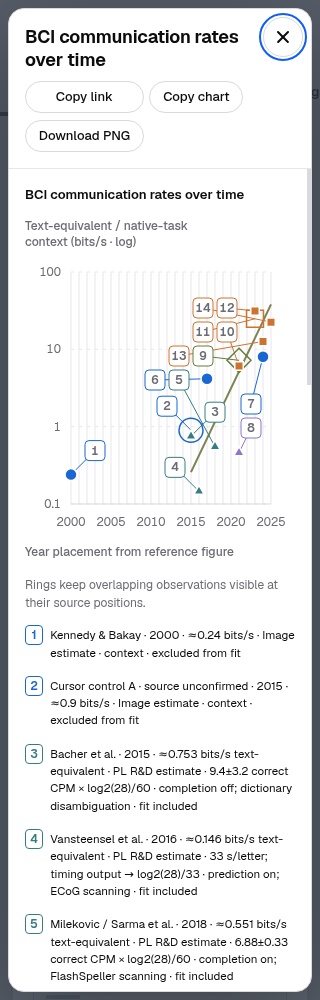 BCI communication rates
over time
Copy link
Copy chart
Download PNG
BCI communication rates over time
Text-equivalent / native-task
context (bits/s · log)
100
10
1
0.1
14 12
11 10
13 9
6 5
2
3
7
8
1
4
2000 2005 2010 2015 2020 2025
Year placement from reference figure
Rings keep overlapping observations visible at
their source positions.
1 Kennedy & Bakay · 2000 · ≈0.24 bits/s · Image
estimate · context · excluded from fit
2 Cursor control A · source unconfirmed · 2015 ·
≈0.9 bits/s · Image estimate · context ·
excluded from fit
3 Bacher et al. · 2015 · ≈0.753 bits/s text-
equivalent · PL R&D estimate · 9.4±3.2 correct
CPM × log2(28)/60 · completion off; dictionary
disambiguation · fit included
4 Vansteensel et al. · 2016 · ≈0.146 bits/s text-
equivalent · PL R&D estimate · 33 s/letter;
timing output → log2(28)/33 · prediction on;
ECoG scanning · fit included
5 Milekovic / Sarma et al. · 2018 · ≈0.551 bits/s
text-equivalent · PL R&D estimate · 6.88±0.33
correct CPM × log2(28)/60 · completion on;
FlashSpeller scanning · fit included